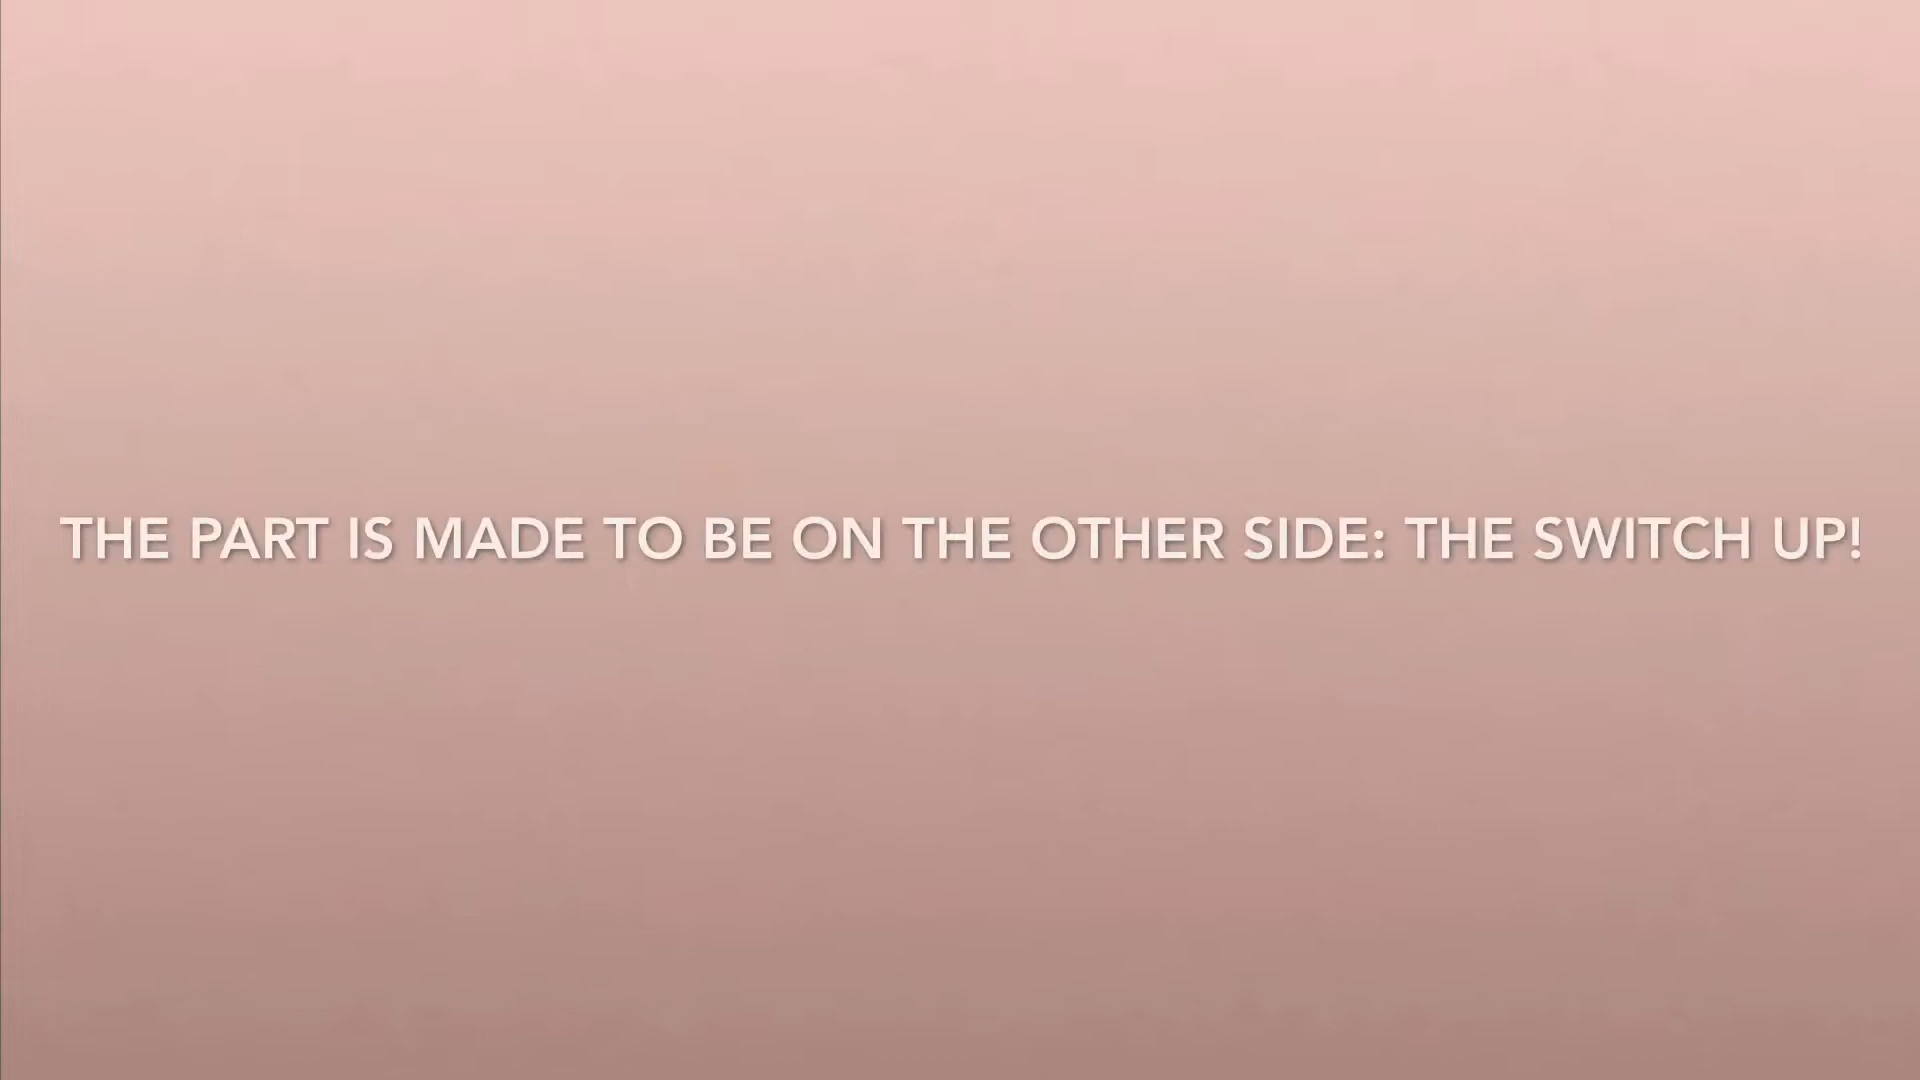 THE PART IS MADE TO BE ON THE OTHER SIDE: THE SWITCH UP!